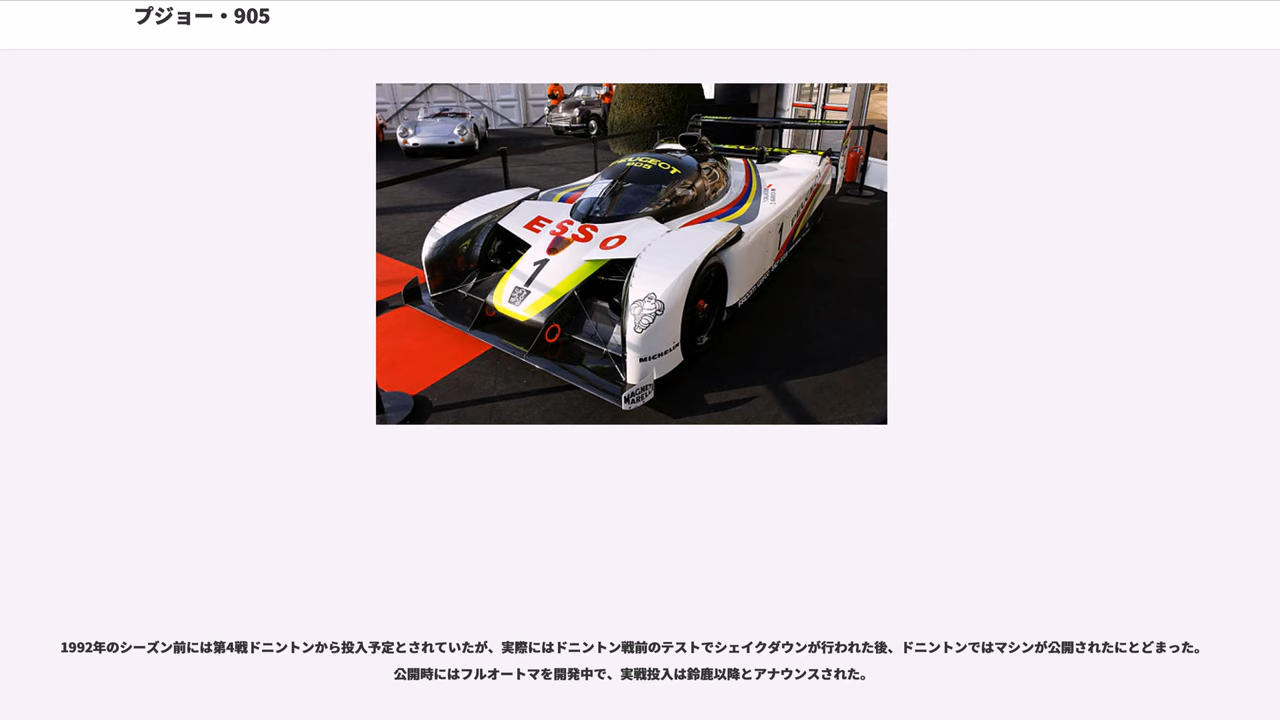 プジョー・905
PEUGEOT
905
PEUGEOT
ESSO
1
1
MICHELIN
MAGNETI
MARELLI
1992年のシーズン前には第4戦ドニントンから投入予定とされていたが、実際にはドニントン戦前のテストでシェイクダウンが行われた後、ドニントンではマシンが公開されたにとどまった。
公開時にはフルオートマを開発中で、実戦投入は鈴鹿以降とアナウンスされた。